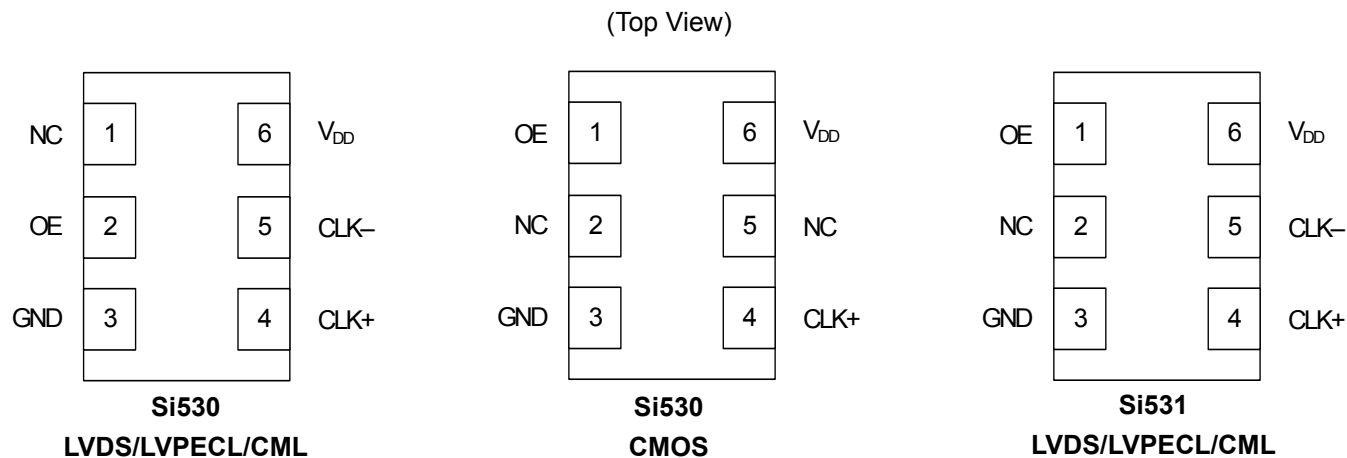 (Top View)
NC 1 6 VDD
OE 2 5 CLK–
GND 3 4 CLK+
Si530
LVDS/LVPECL/CML
OE 1 6 VDD
NC 2 5 NC
GND 3 4 CLK+
Si530
CMOS
OE 1 6 VDD
NC 2 5 CLK–
GND 3 4 CLK+
Si531
LVDS/LVPECL/CML